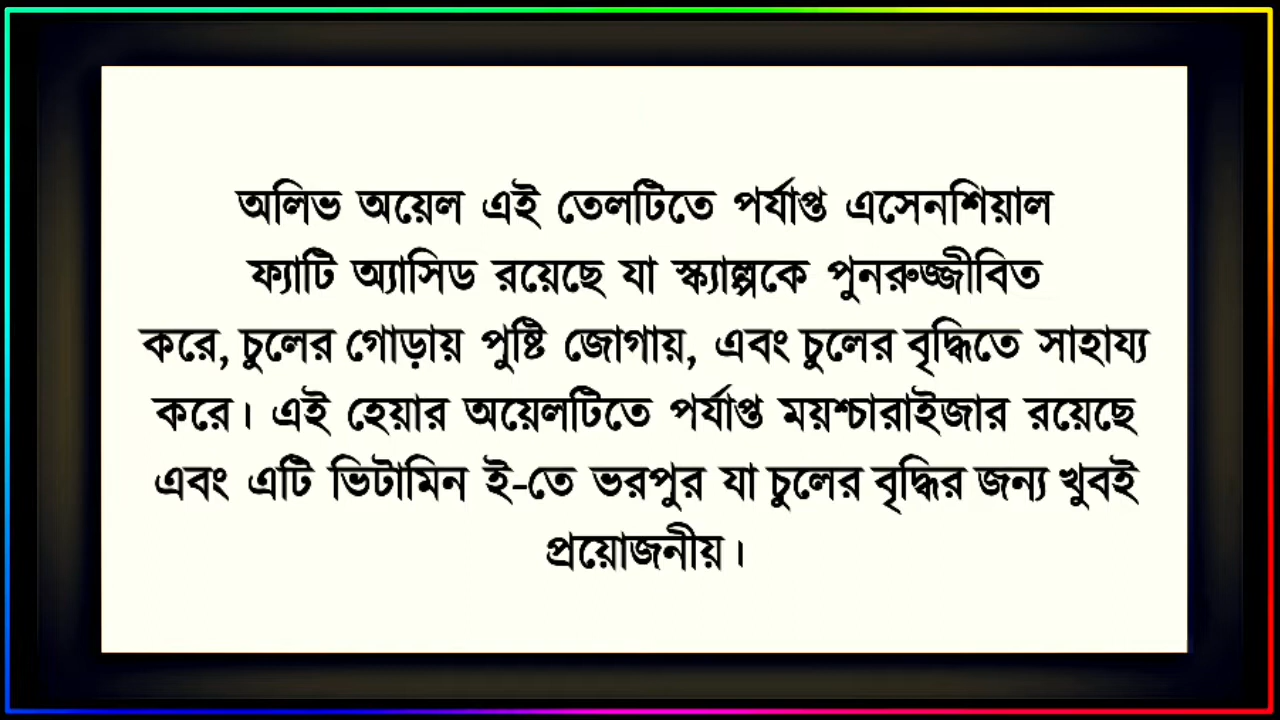 অলিভ অয়েল এই তেলটিতে পর্যাপ্ত এসেনশিয়াল
ফ্যাটি অ্যাসিড রয়েছে যা স্ক্যাল্পকে পুনরুজ্জীবিত
করে, চুলের গোড়ায় পুষ্টি জোগায়, এবং চুলের বৃদ্ধিতে সাহায্য
করে। এই হেয়ার অয়েলটিতে পর্যাপ্ত ময়শ্চারাইজার রয়েছে
এবং এটি ভিটামিন ই-তে ভরপুর যা চুলের বৃদ্ধির জন্য খুবই
প্রয়োজনীয়।